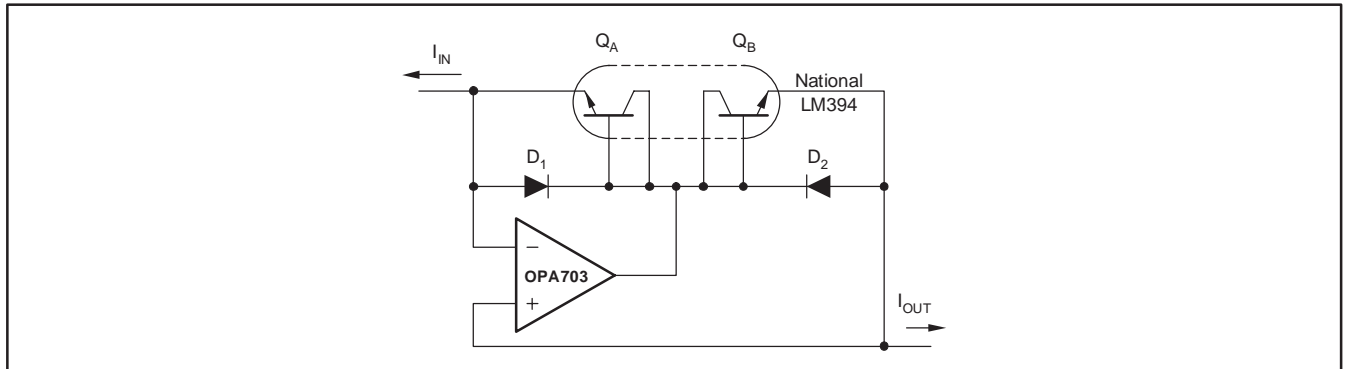 Q_A
Q_B
I_IN
National
LM394
D_1
D_2
−
OPA703
+
I_OUT